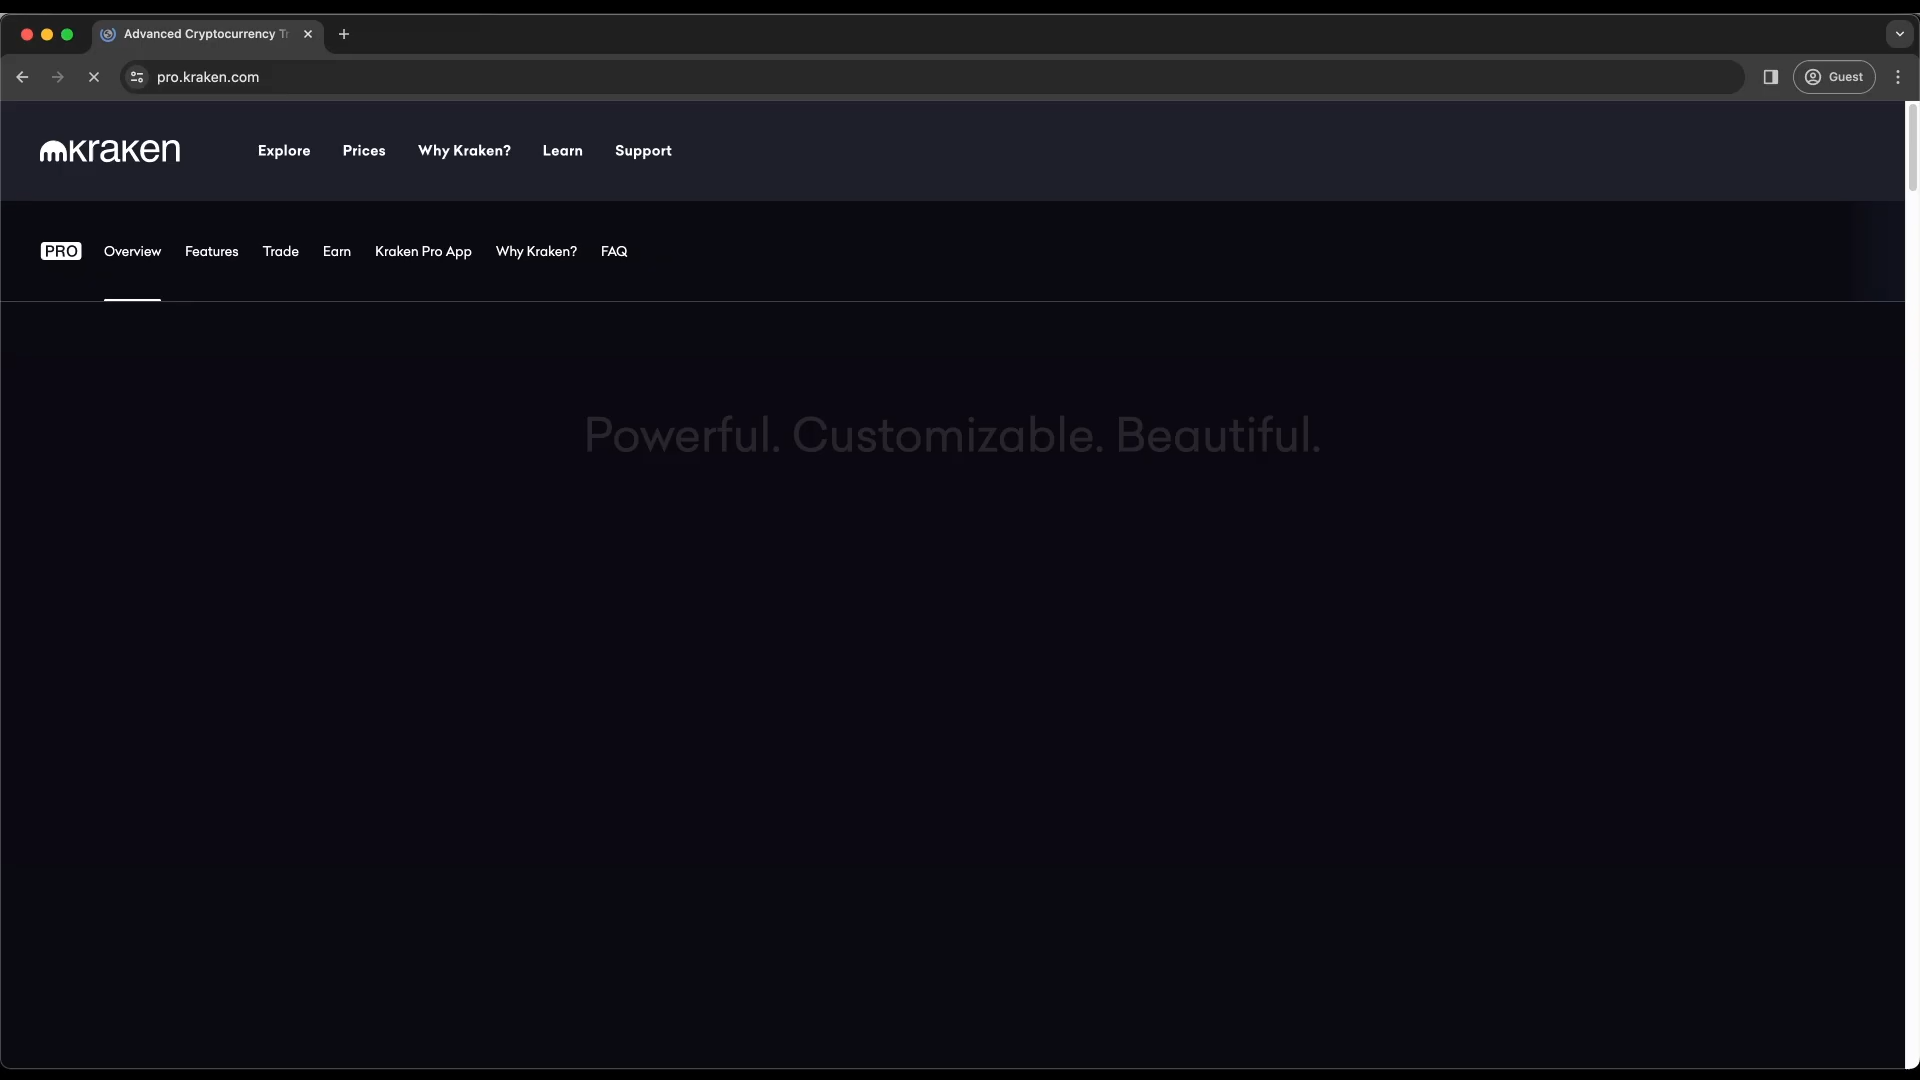 Advanced Cryptocurrency Tr
pro.kraken.com
Guest
mkraken
Explore
Prices
Why Kraken?
Learn
Support
PRO
Overview
Features
Trade
Earn
Kraken Pro App
Why Kraken?
FAQ
Powerful. Customizable. Beautiful.